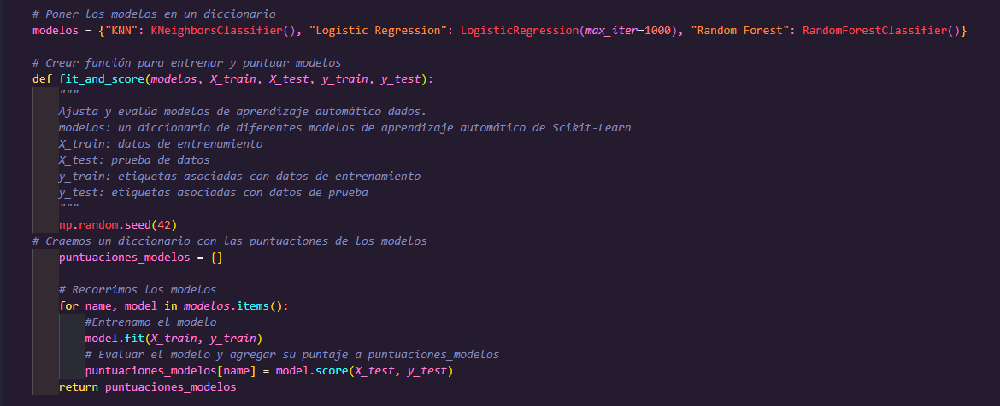 # Poner los modelos en un diccionario
modelos = {"KNN": KNeighborsClassifier(), "Logistic Regression": LogisticRegression(max_iter=1000), "Random Forest": RandomForestClassifier()}
# Crear función para entrenar y puntuar modelos
def fit_and_score(modelos, X_train, X_test, y_train, y_test):
    """
    Ajusta y evalúa modelos de aprendizaje automático dados.
    modelos: un diccionario de diferentes modelos de aprendizaje automático de Scikit-Learn
    X_train: datos de entrenamiento
    X_test: prueba de datos
    y_train: etiquetas asociadas con datos de entrenamiento
    y_test: etiquetas asociadas con datos de prueba
    """
    np.random.seed(42)
# Craemos un diccionario con las puntuaciones de los modelos
    puntuaciones_modelos = {}
    # Recorrimos los modelos
    for name, model in modelos.items():
        #Entrenamo el modelo
        model.fit(X_train, y_train)
        # Evaluar el modelo y agregar su puntaje a puntuaciones_modelos
        puntuaciones_modelos[name] = model.score(X_test, y_test)
    return puntuaciones_modelos